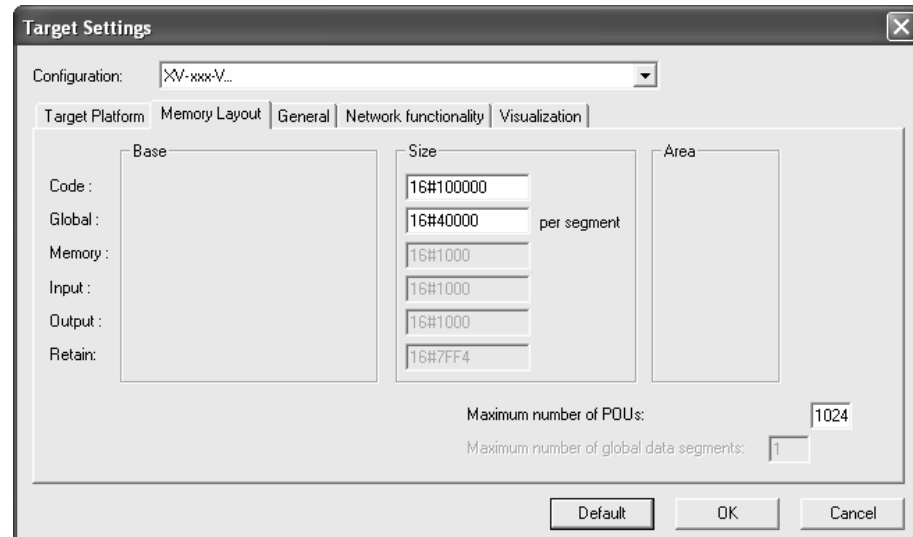 Target Settings
Configuration: XV-xxx-V...
Target Platform Memory Layout General Network functionality Visualization
Base Size Area
Code : 16#100000
Global : 16#40000 per segment
Memory : 16#1000
Input : 16#1000
Output : 16#1000
Retain: 16#7FF4
Maximum number of POUs: 1024
Maximum number of global data segments: 1
Default OK Cancel